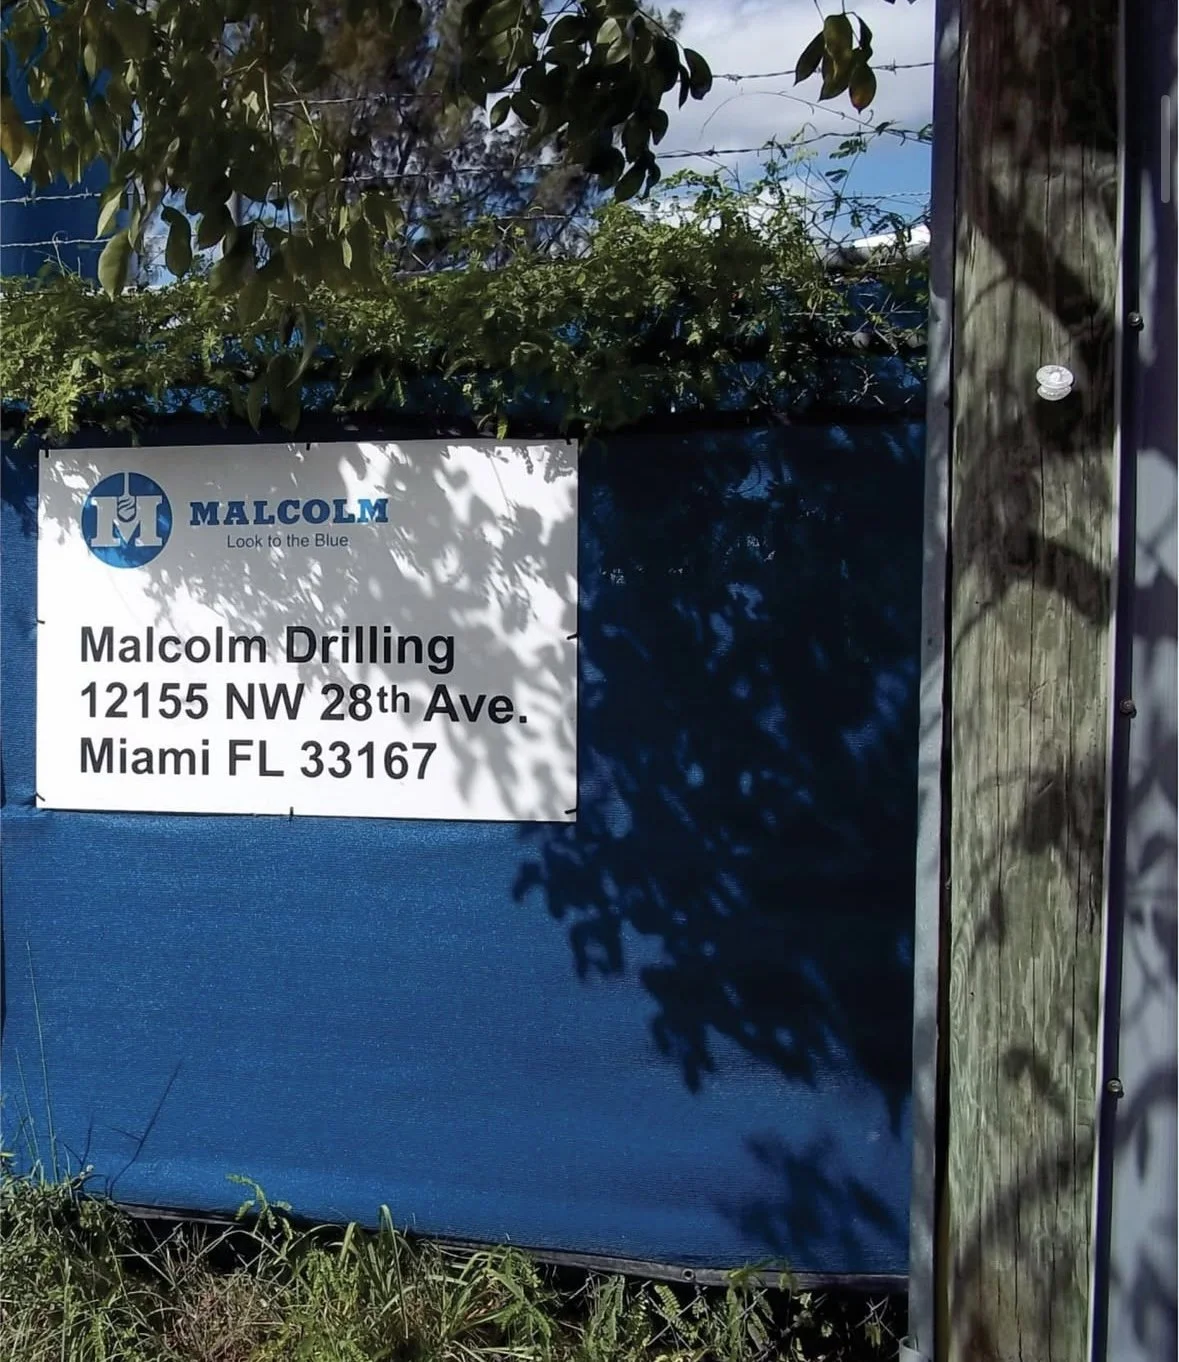 MALCOLM
Look to the Blue
Malcolm Drilling
12155 NW 28th Ave.
Miami FL 33167